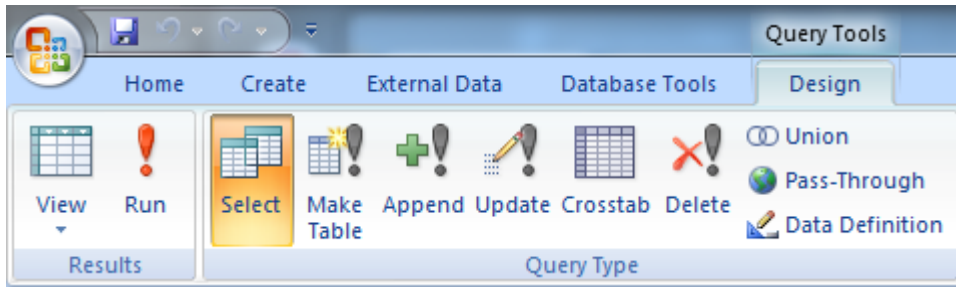 Query Tools
Home Create External Data Database Tools Design
View Run Select Make Table Append Update Crosstab Delete
Union
Pass-Through
Data Definition
Results Query Type